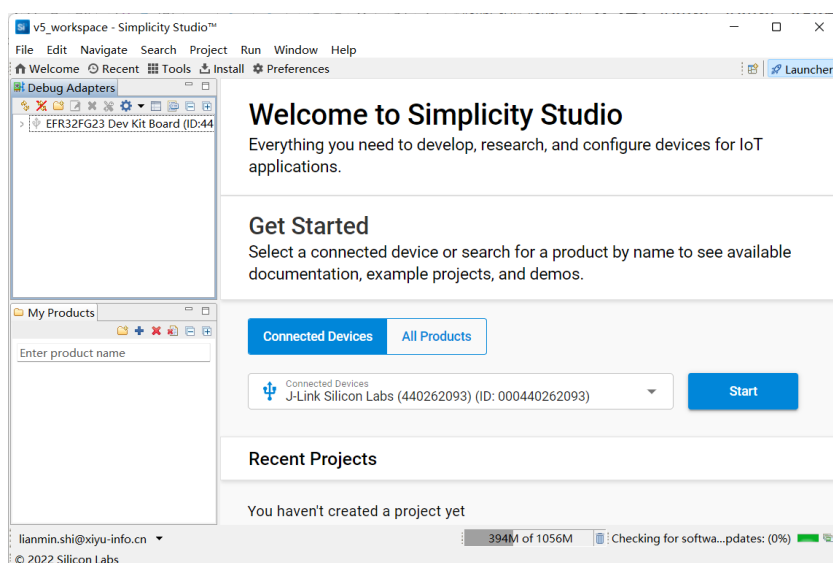 v5_workspace - Simplicity Studio™
File Edit Navigate Search Project Run Window Help
Welcome Recent Tools Install Preferences
Launcher
Debug Adapters
EFR32FG23 Dev Kit Board (ID:44
Welcome to Simplicity Studio
Everything you need to develop, research, and configure devices for IoT
applications.
Get Started
Select a connected device or search for a product by name to see available
documentation, example projects, and demos.
My Products
Enter product name
Connected Devices All Products
Connected Devices
J-Link Silicon Labs (440262093) (ID: 000440262093)
Start
Recent Projects
You haven't created a project yet
lianmin.shi@xiyu-info.cn
394M of 1056M
Checking for softwa...pdates: (0%)
© 2022 Silicon Labs